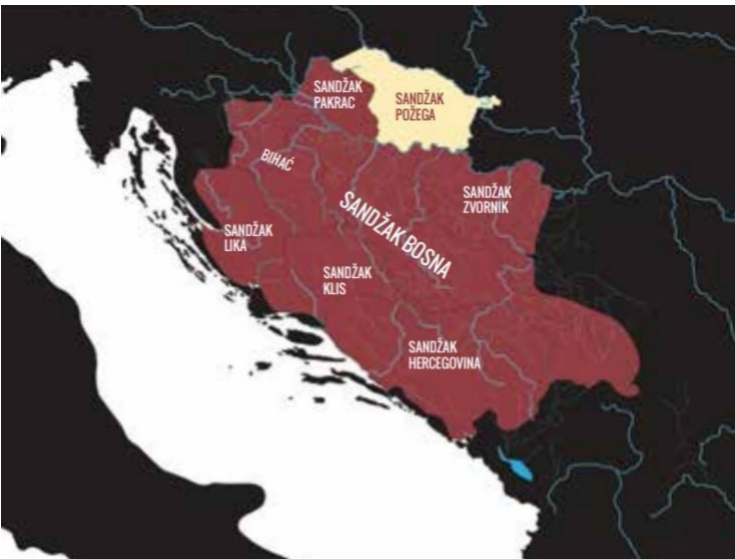 SANDŽAK
PAKRAC
SANDŽAK
POŽEGA
BIHAĆ
SANDŽAK
ZVORNIK
SANDŽAK BOSNA
SANDŽAK
LIKA
SANDŽAK
KLIS
SANDŽAK
HERCEGOVINA